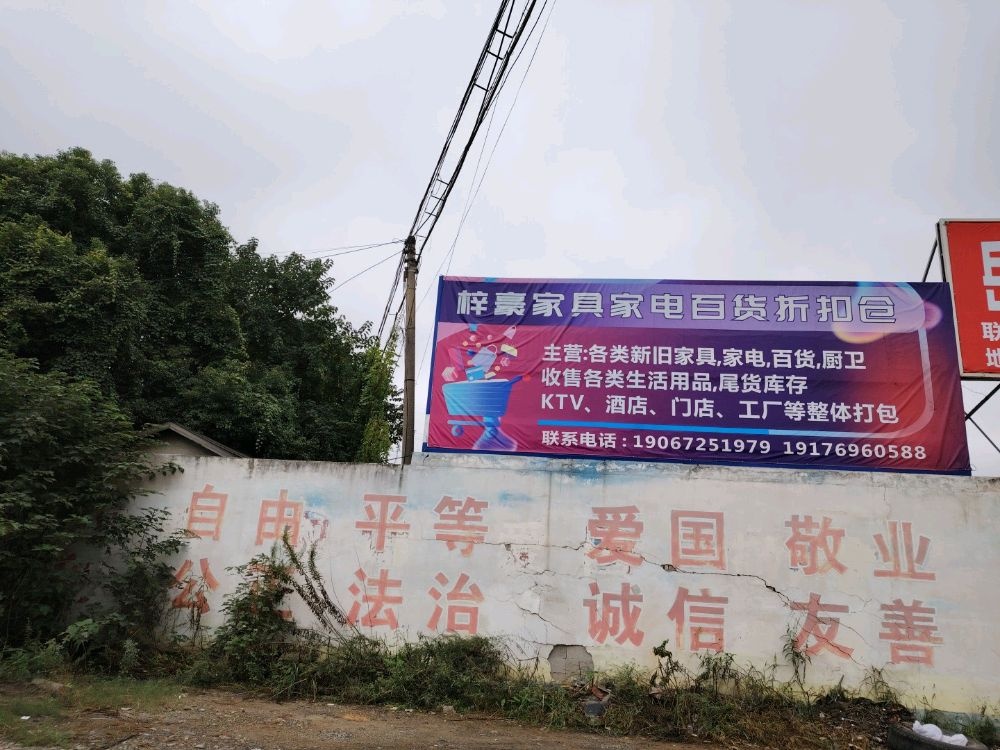 梓豪家具家电百货折扣仓
主营:各类新旧家具,家电,百货,厨卫
收售各类生活用品,尾货库存
KTV、酒店、门店、工厂等整体打包
联系电话：19067251979 19176960588
联
地
自由 平等 爱国 敬业
公 法治 诚信 友善